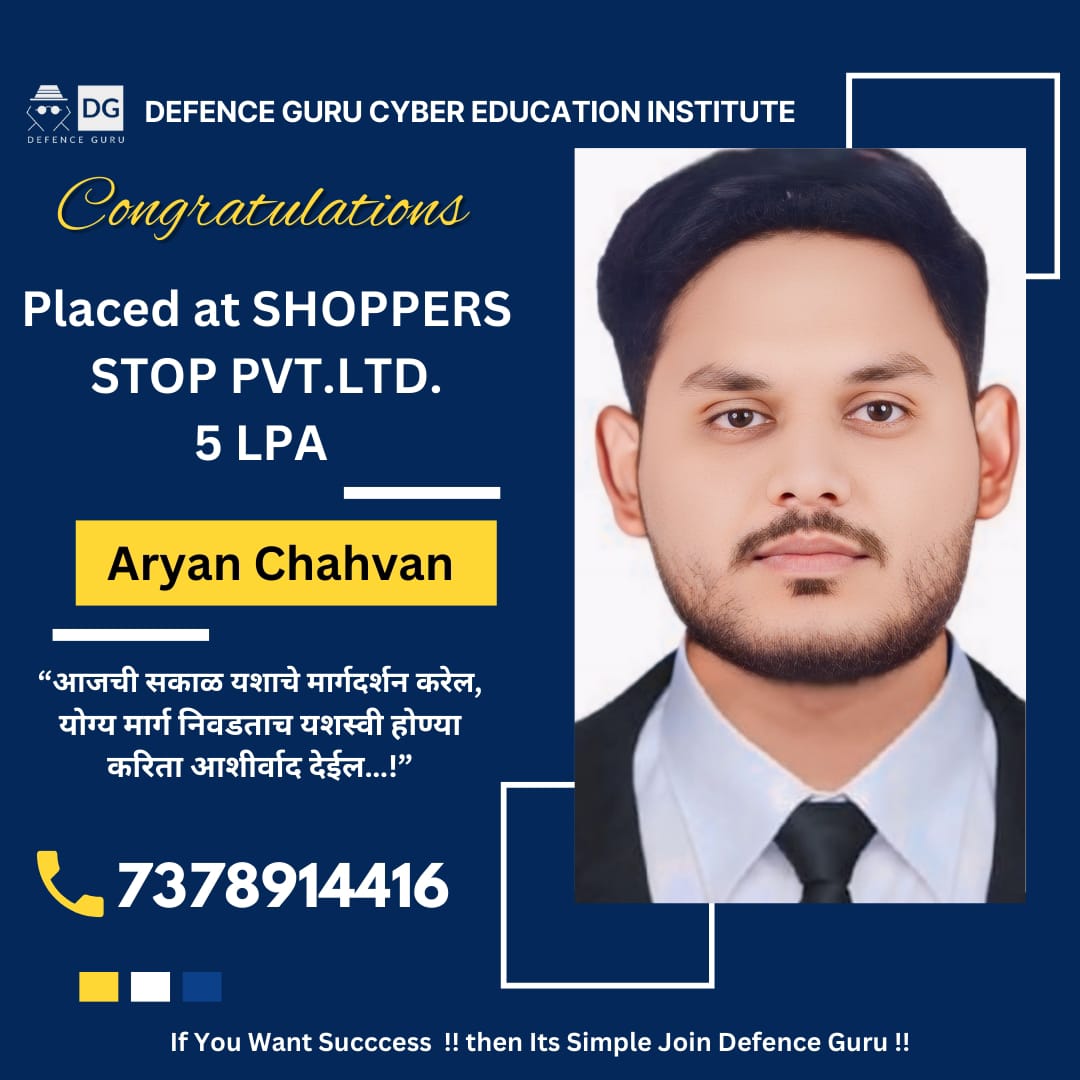 DG
DEFENCE GURU
DEFENCE GURU CYBER EDUCATION INSTITUTE
Congratulations
Placed at SHOPPERS
STOP PVT.LTD.
5 LPA
Aryan Chahvan
“आजची सकाळ यशाचे मार्गदर्शन करेल,
योग्य मार्ग निवडताच यशस्वी होण्या
करिता आशीर्वाद देईल...!”
7378914416
If You Want Succcess !! then Its Simple Join Defence Guru !!